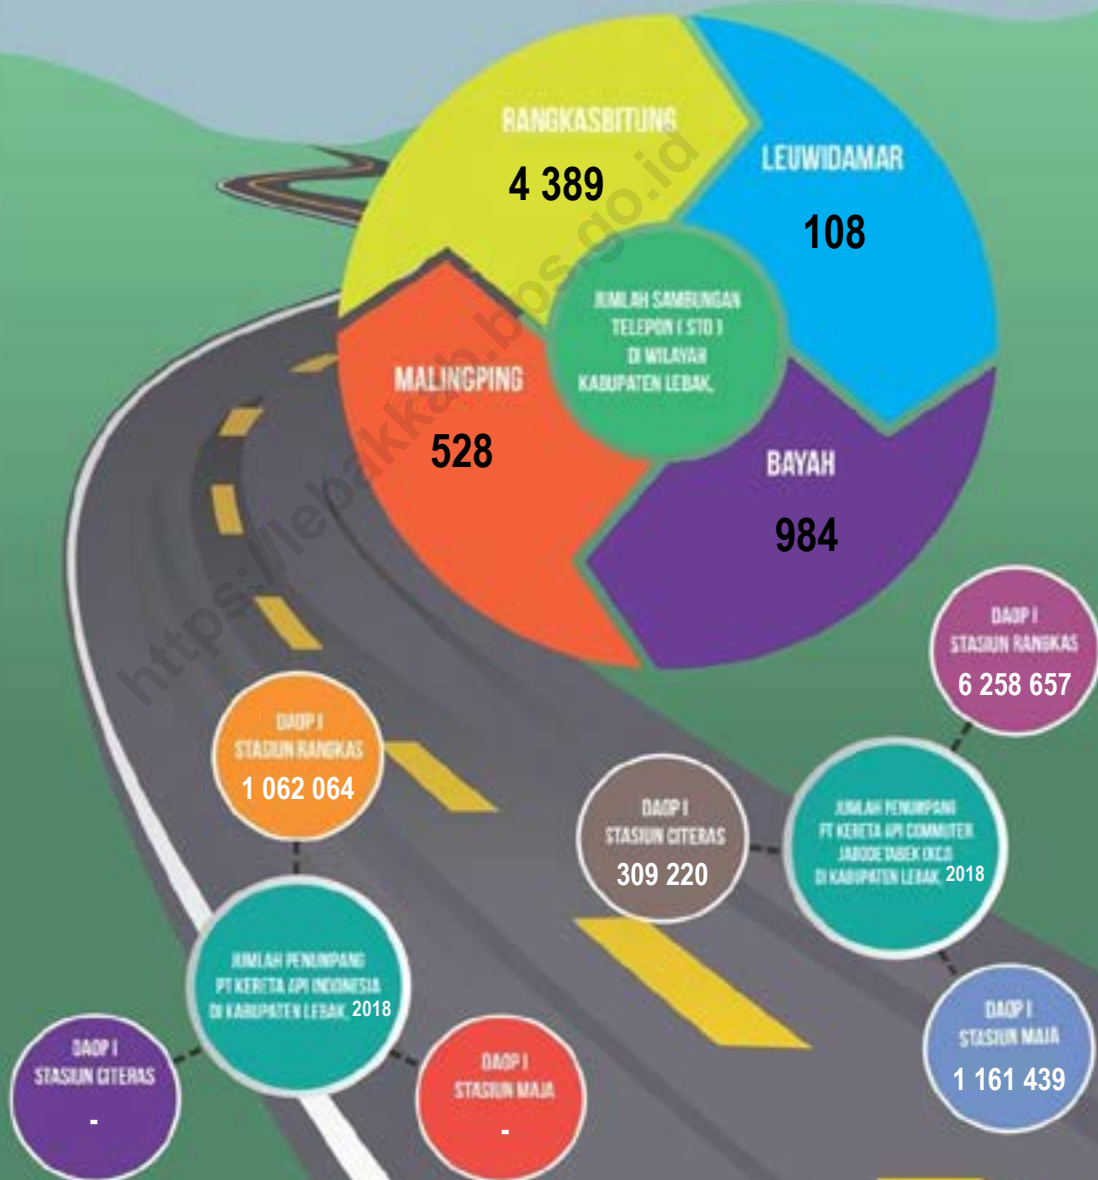 RANGKASBITUNG
4 389
LEUWIDAMAR
108
JUMLAH SAMBUNGAN
TELEPON ( STO )
DI WILAYAH
KABUPATEN LEBAK,
MALINGPING
528
BAYAH
984
DAOP I
STASIUN RANGKAS
6 258 657
DAOP I
STASIUN RANGKAS
1 062 064
DAOP I
STASIUN CITERAS
309 220
JUMLAH PENUMPANG
PT KERETA API COMMUTER
JABODETABEK (KCJ)
DI KABUPATEN LEBAK, 2018
JUMLAH PENUMPANG
PT KERETA API INDONESIA
DI KABUPATEN LEBAK, 2018
DAOP I
STASIUN MAJA
1 161 439
DAOP I
STASIUN CITERAS
-
DAOP I
STASIUN MAJA
-
https://lebakkab.bps.go.id